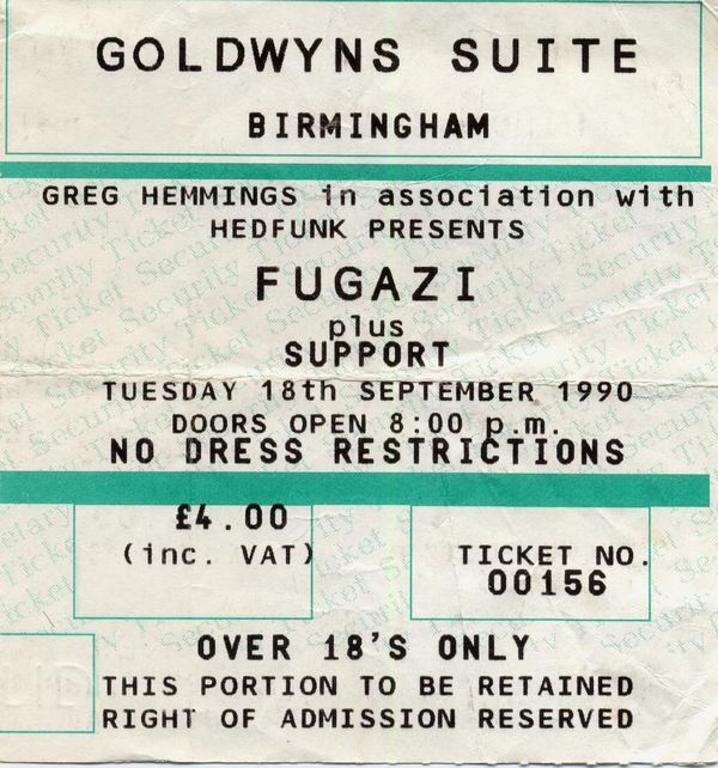 GOLDWYNS SUITE
BIRMINGHAM
GREG HEMMINGS in association with
HEDFUNK PRESENTS
FUGAZI
plus
SUPPORT
TUESDAY 18th SEPTEMBER 1990
DOORS OPEN 8:00 p.m.
NO DRESS RESTRICTIONS
£4.00
(inc. VAT)
TICKET NO.
00156
OVER 18'S ONLY
THIS PORTION TO BE RETAINED
RIGHT OF ADMISSION RESERVED